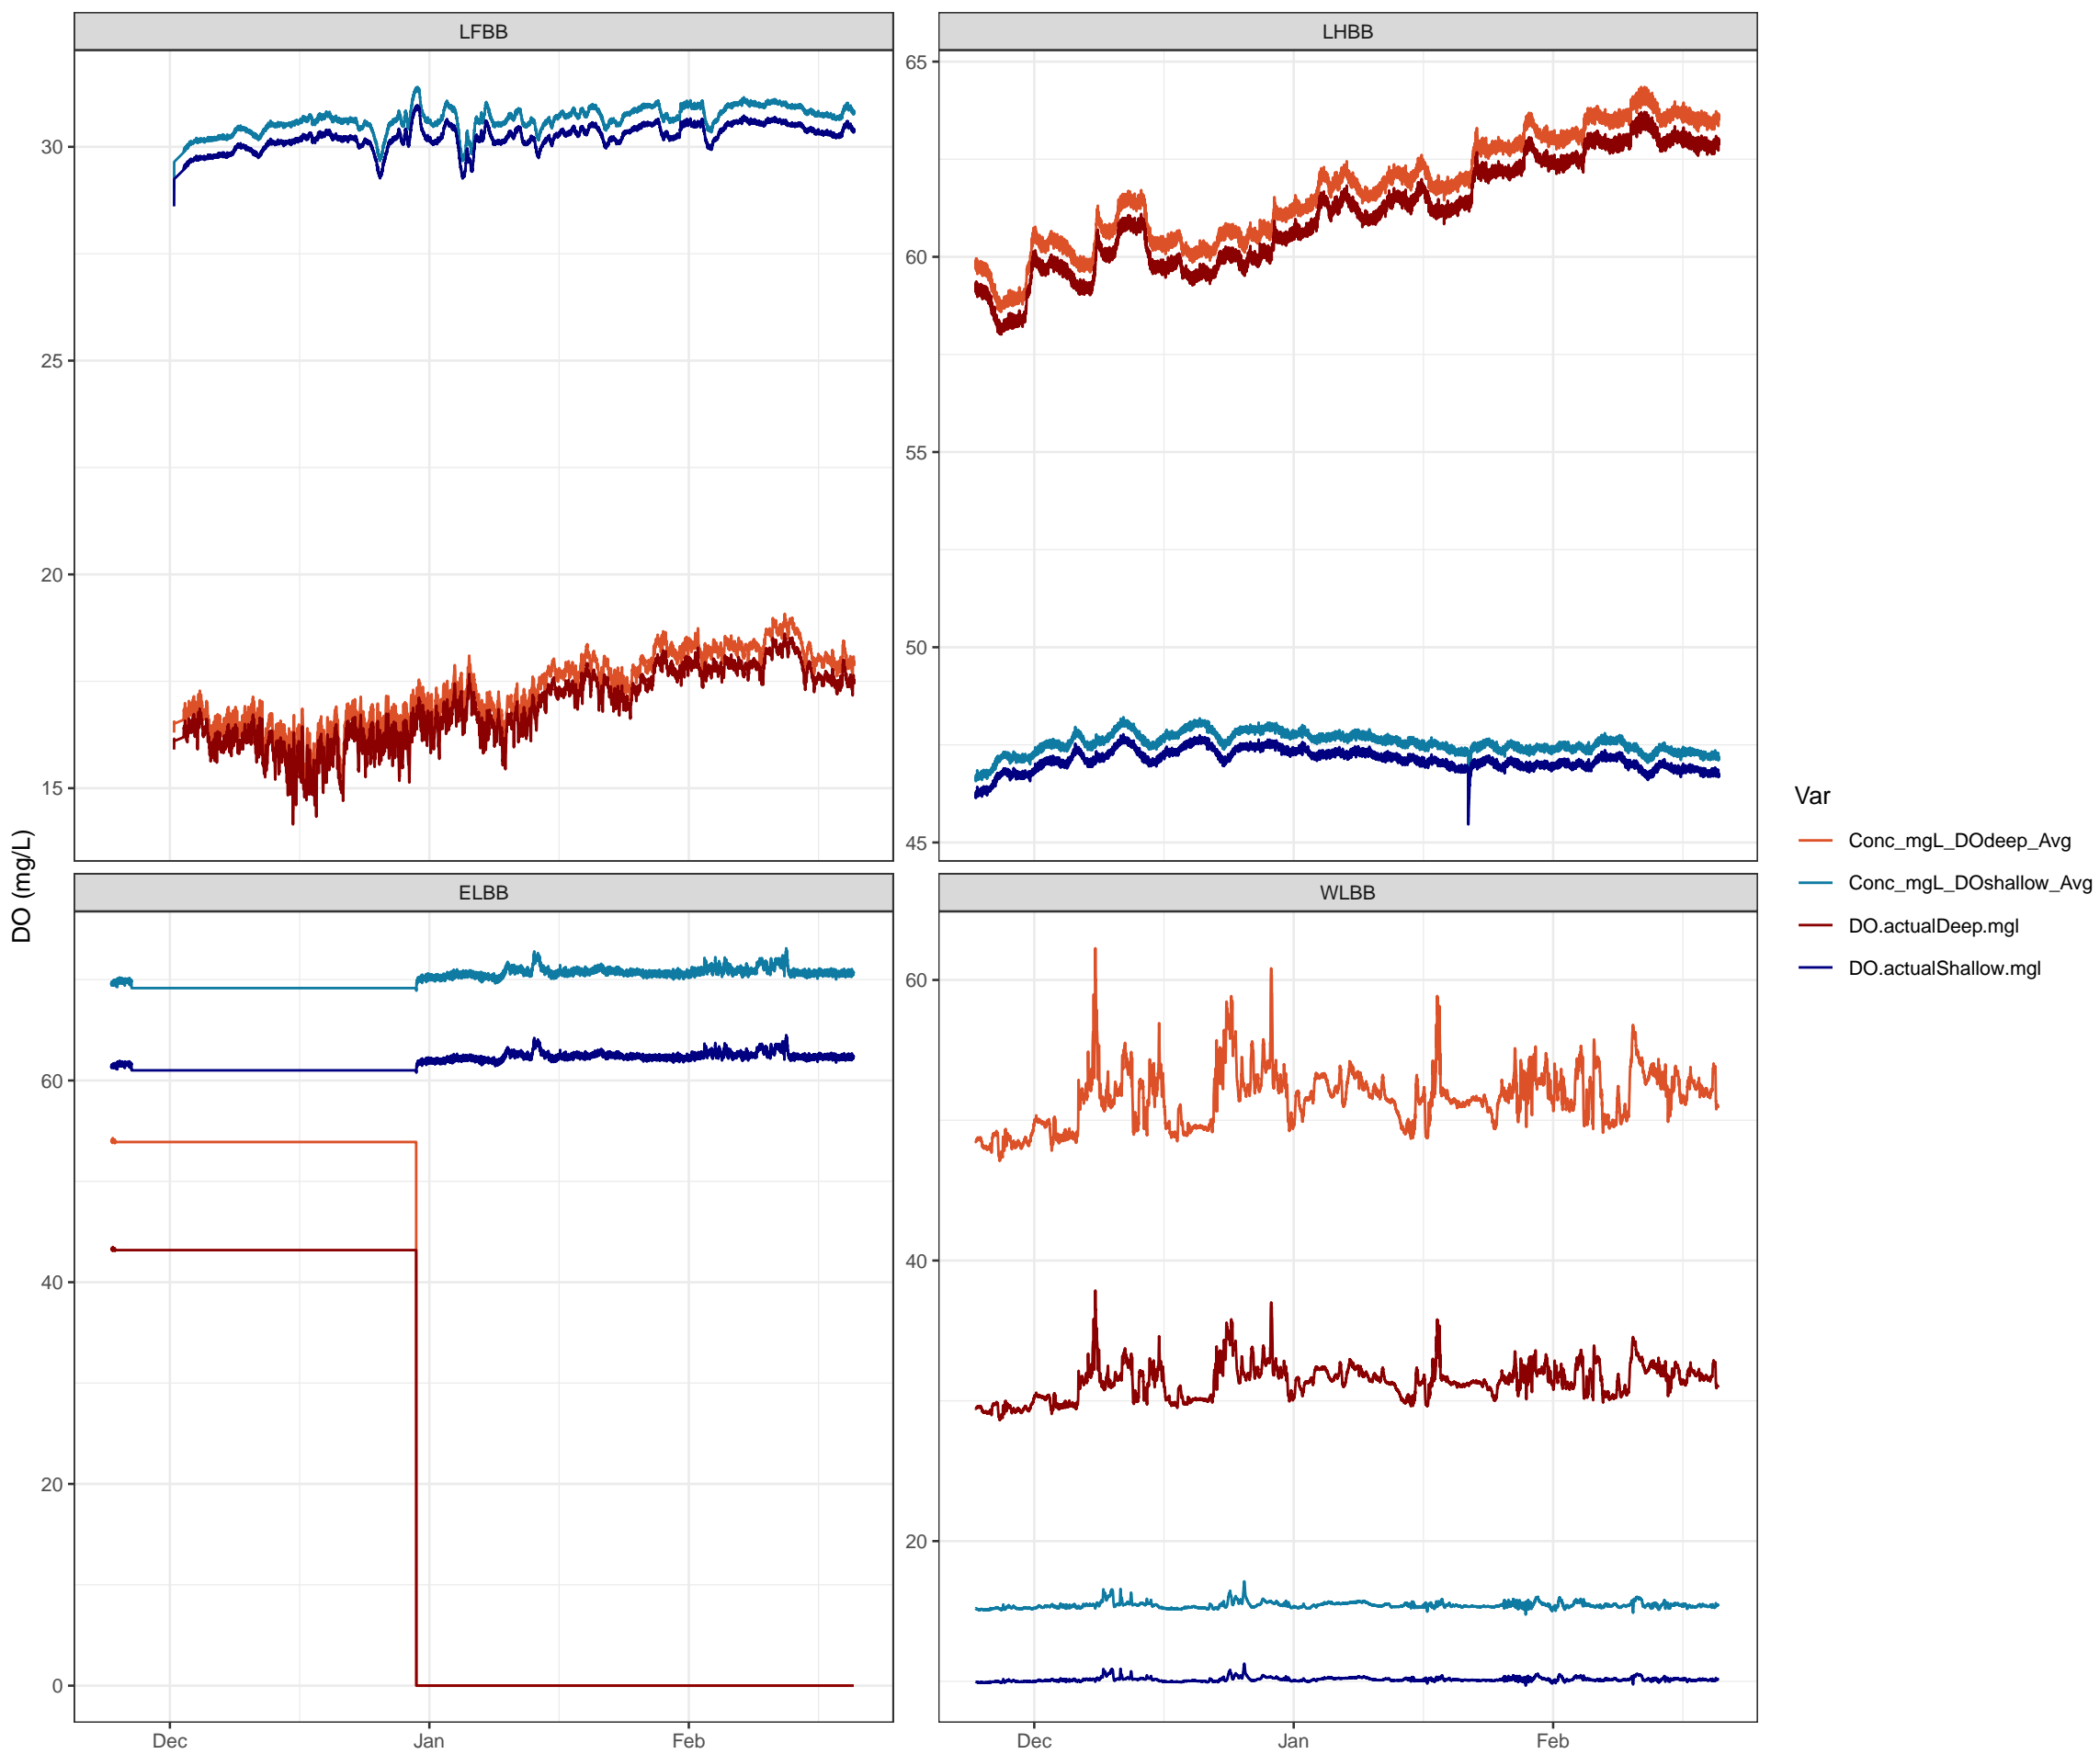 LFBB
LHBB
30
25
20
15
65
60
55
50
45
DO (mg/L)
ELBB
WLBB
60
40
20
0
60
40
20
Dec
Jan
Feb
Dec
Jan
Feb
Var
Conc_mgL_DOdeep_Avg
Conc_mgL_DOshallow_Avg
DO.actualDeep.mgl
DO.actualShallow.mgl